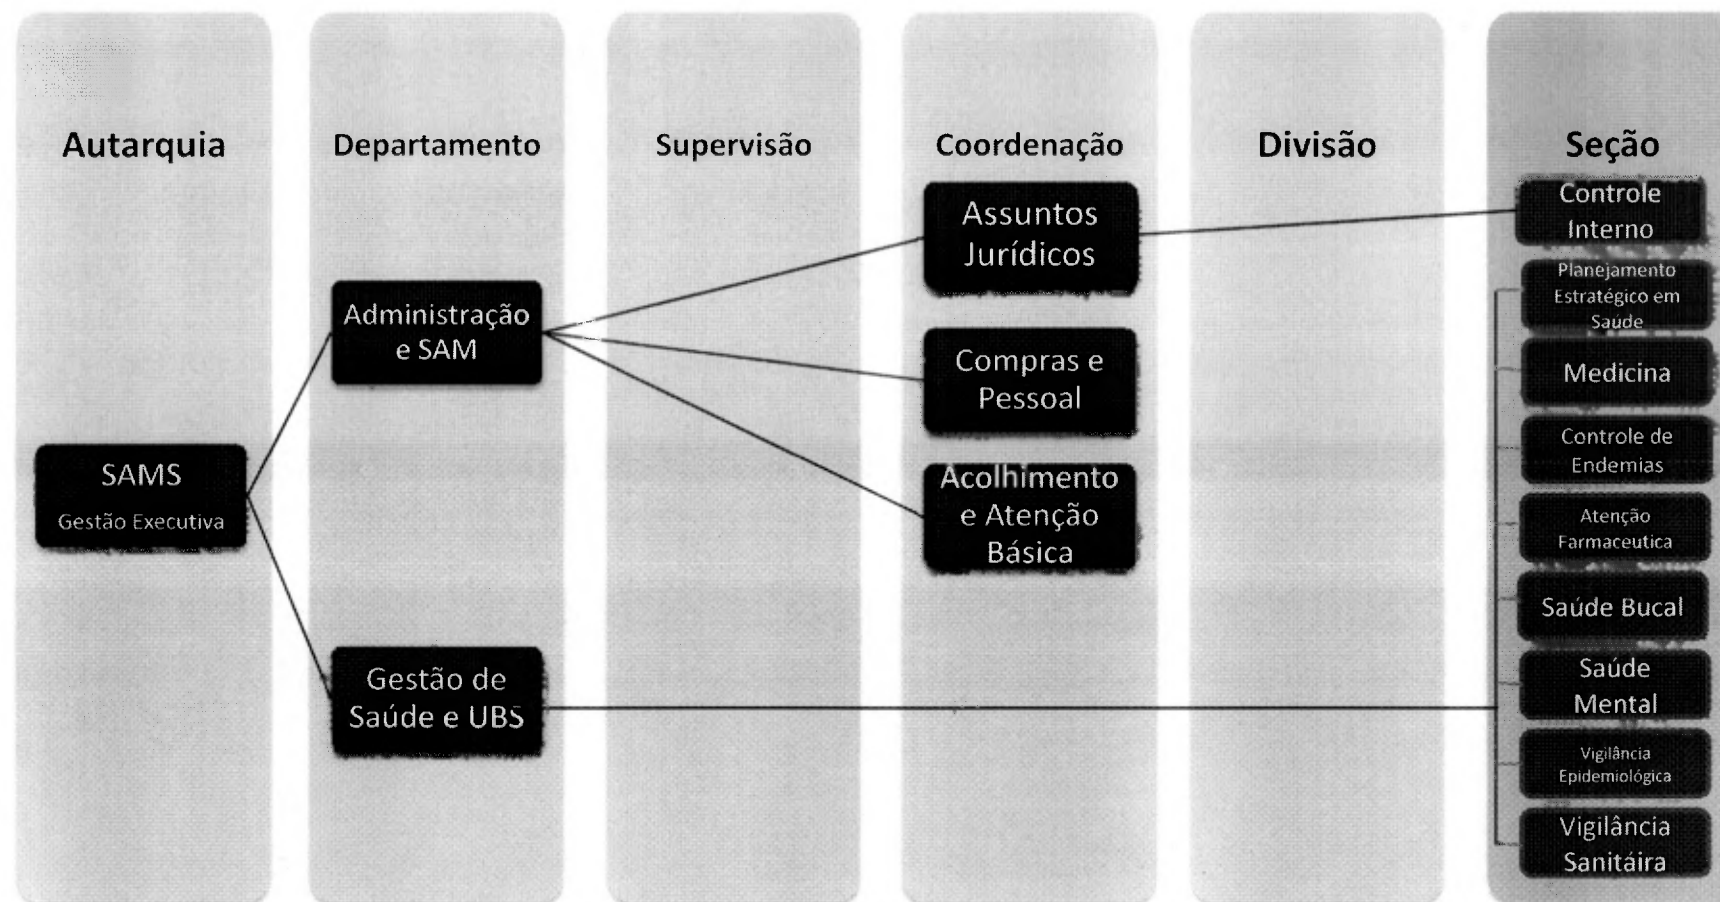 Autarquia
Departamento
Supervisão
Coordenação
Divisão
Seção
SAMS
Gestão Executiva
Administração
e SAM
Gestão de
Saúde e UBS
Assuntos
Jurídicos
Compras e
Pessoal
Acolhimento
e Atenção
Básica
Controle
Interno
Planejamento
Estratégico em
Saúde
Medicina
Controle de
Endemias
Atenção
Farmaceutica
Saúde Bucal
Saúde
Mental
Vigilância
Epidemiológica
Vigilância
Sanitáira